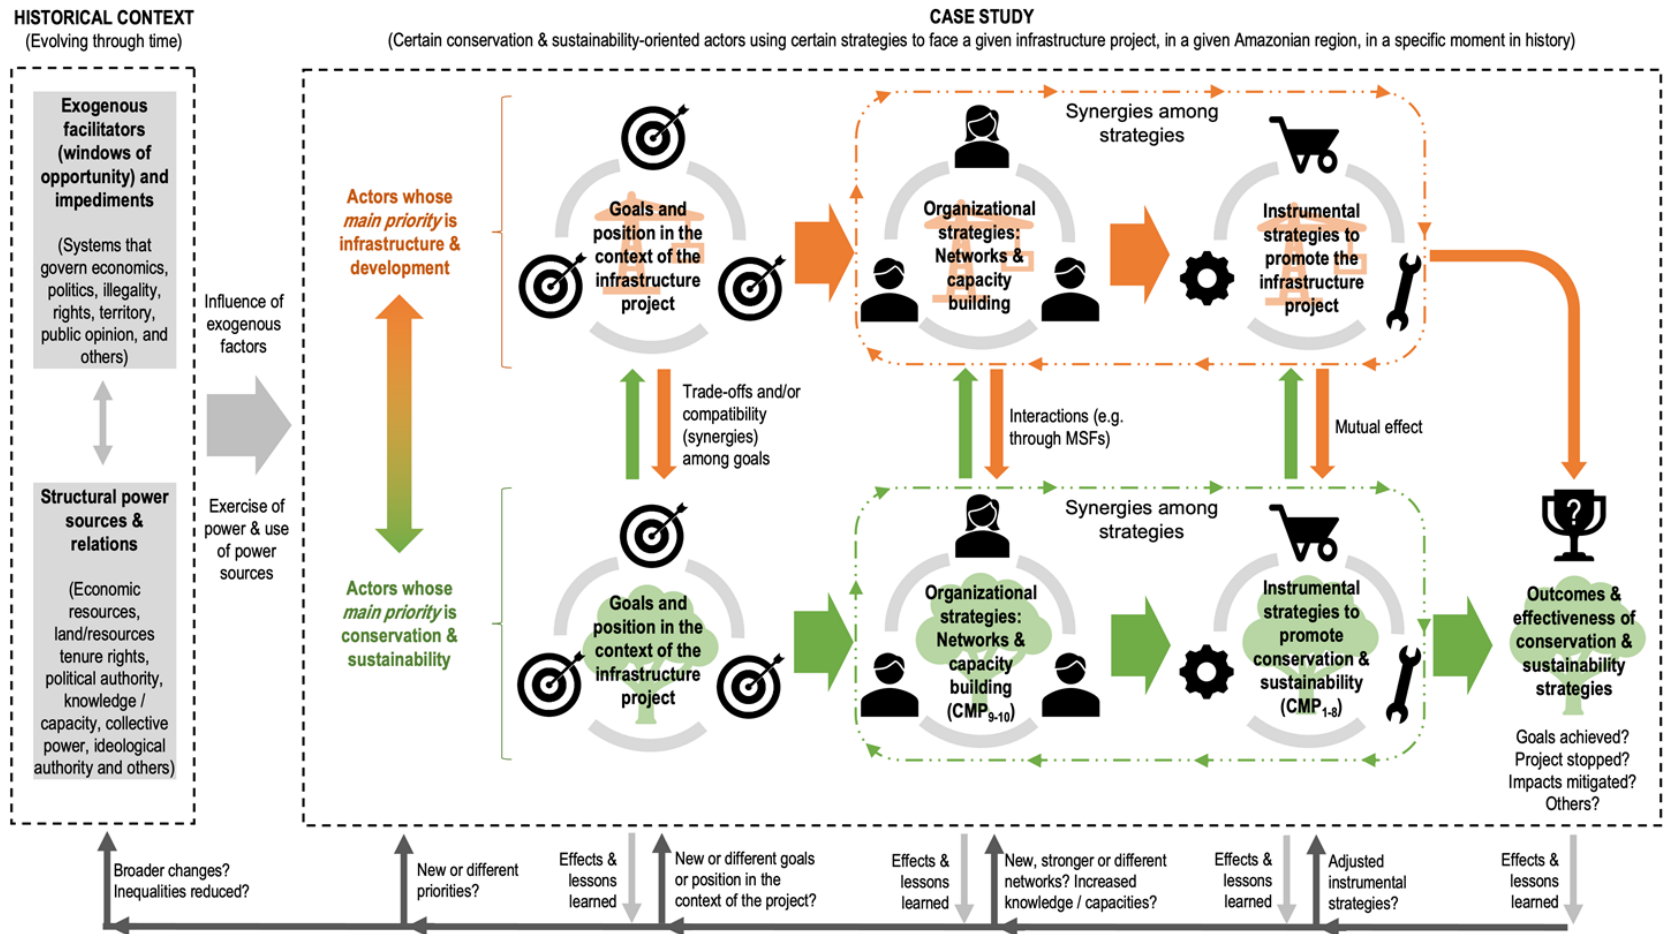 HISTORICAL CONTEXT
(Evolving through time)
CASE STUDY
(Certain conservation & sustainability-oriented actors using certain strategies to face a given infrastructure project, in a given Amazonian region, in a specific moment in history)
Exogenous
facilitators
(windows of
opportunity) and
impediments
(Systems that
govern economics,
politics, illegality,
rights, territory,
public opinion, and
others)
Structural power
sources &
relations
(Economic
resources,
land/resources
tenure rights,
political authority,
knowledge /
capacity, collective
power, ideological
authority and others)
Influence of
exogenous
factors
Exercise of
power & use
of power
sources
Actors whose
main priority is
infrastructure &
development
Goals and
position in the
context of the
infrastructure
project
Synergies among
strategies
Organizational
strategies:
Networks &
capacity
building
Instrumental
strategies to
promote the
infrastructure
project
Trade-offs and/or
compatibility
(synergies)
among goals
Interactions (e.g.
through MSFs)
Mutual effect
Actors whose
main priority is
conservation &
sustainability
Goals and
position in the
context of the
infrastructure
project
Synergies among
strategies
Organizational
strategies:
Networks &
capacity
building
(CMP9-10)
Instrumental
strategies to
promote
conservation &
sustainability
(CMP1-8)
?
Outcomes &
effectiveness of
conservation &
sustainability
strategies
Goals achieved?
Project stopped?
Impacts mitigated?
Others?
Broader changes?
Inequalities reduced?
New or different
priorities?
Effects &
lessons
learned
New or different goals
or position in the
context of the project?
Effects &
lessons
learned
New, stronger or different
networks? Increased
knowledge / capacities?
Effects &
lessons
learned
Adjusted
instrumental
strategies?
Effects &
lessons
learned